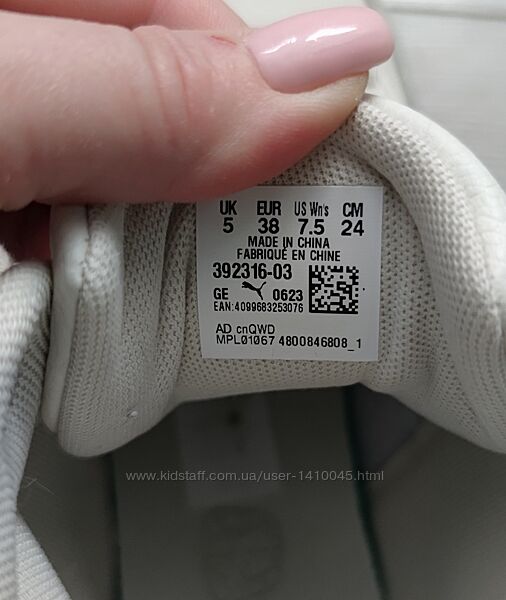 UK EUR US Wn's CM
5 38 7.5 24
MADE IN CHINA
FABRIQUÉ EN CHINE
392316-03
GE 0623
EAN:4099683253076
AD cnQWD
MPL01067 4800846808_1
www.kidstaff.com.ua/user-1410045.html